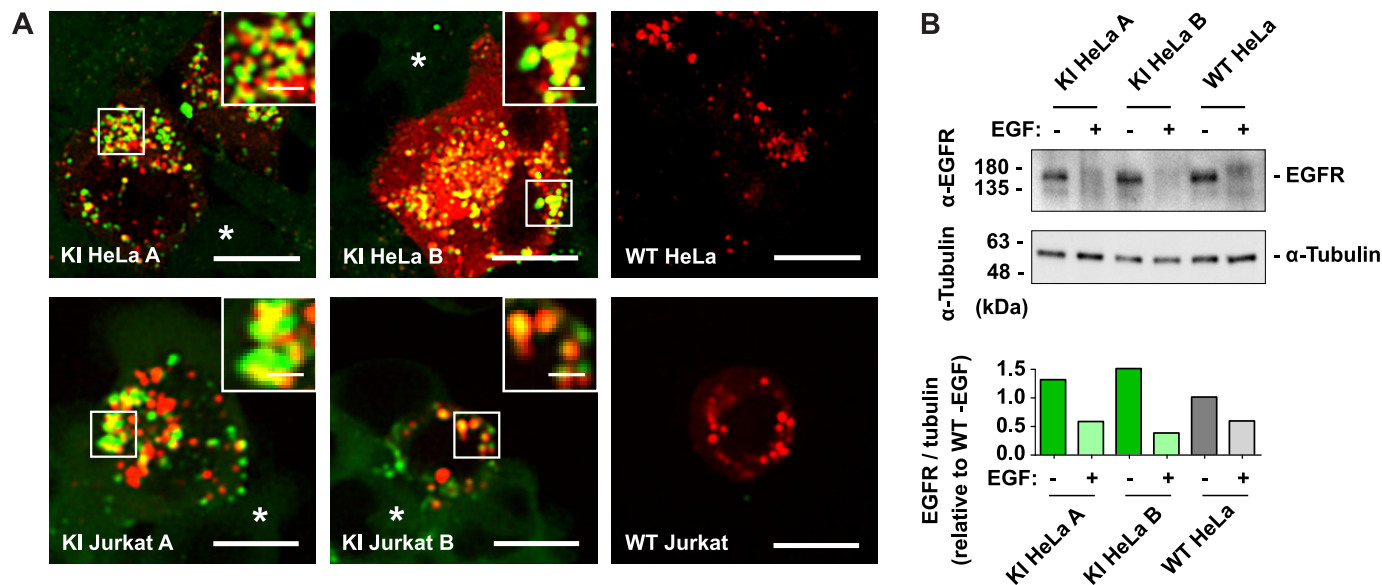 A
*
KI HeLa A
*
KI HeLa B
WT HeLa
*
KI Jurkat A
*
KI Jurkat B
WT Jurkat
B
KI HeLa A
KI HeLa B
WT HeLa
EGF: - + - + - +
α-EGFR
180 -
135 -
- EGFR
α-Tubulin
63 -
48 -
- α-Tubulin
(kDa)
EGFR / tubulin
(relative to WT -EGF)
1.5
1.0
0.5
0.0
EGF: - + - + - +
KI HeLa A
KI HeLa B
WT HeLa